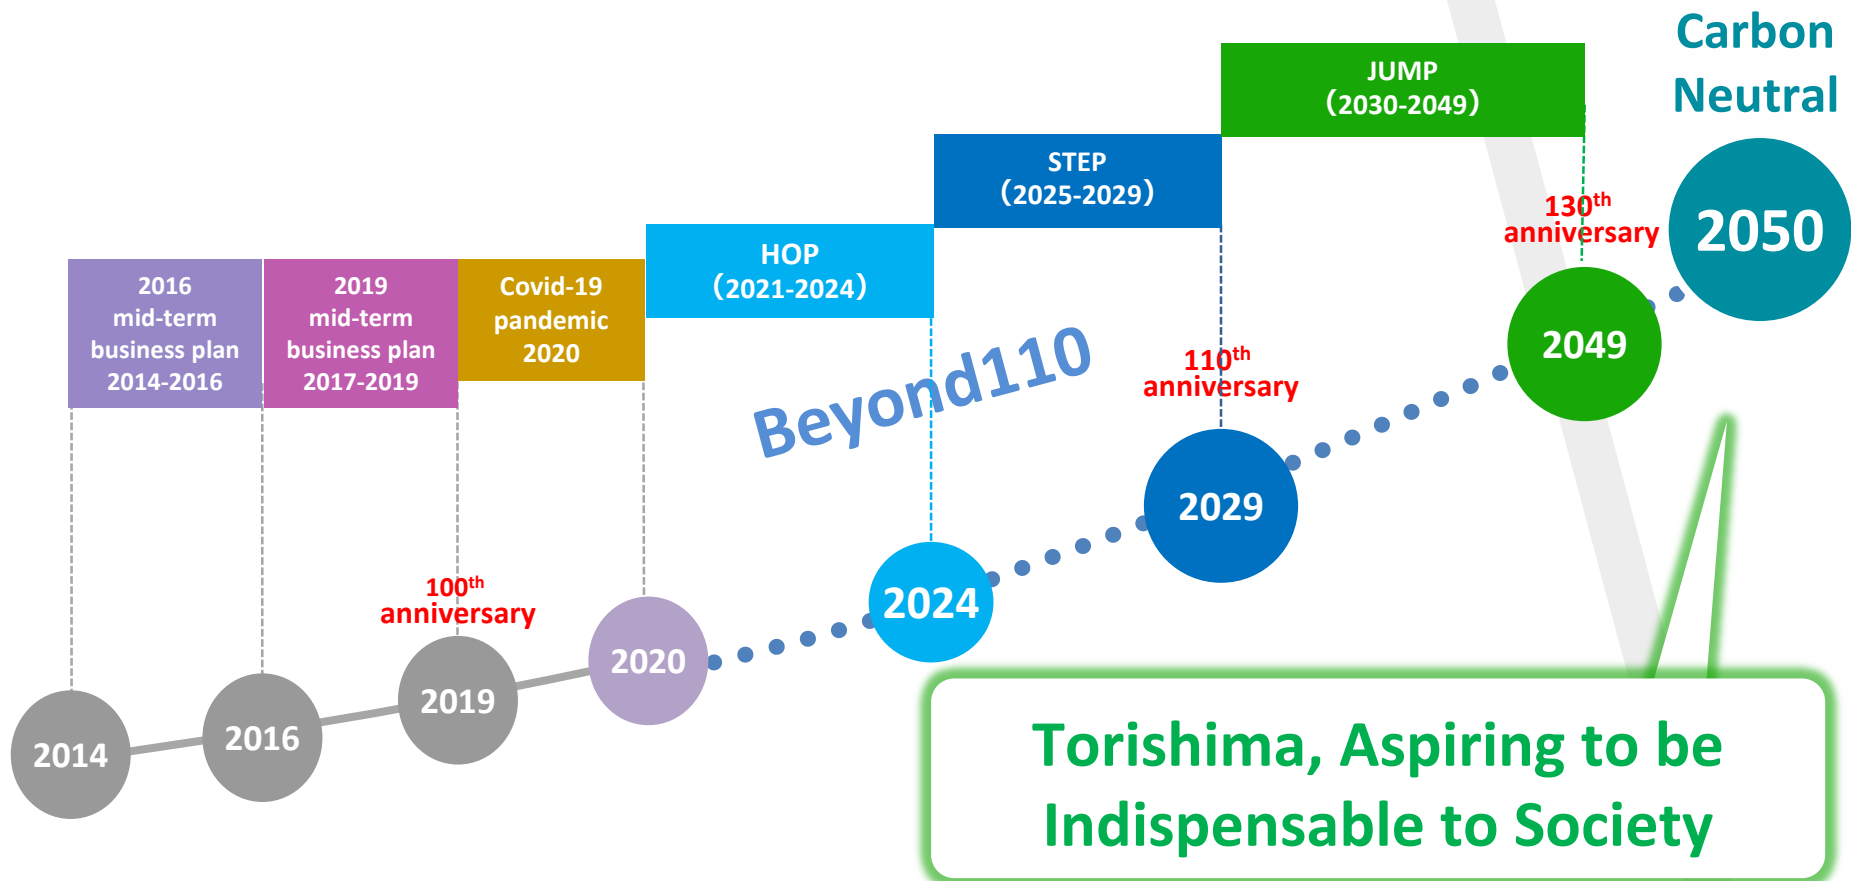 Carbon
Neutral
JUMP
（2030-2049）
STEP
（2025-2029）
HOP
（2021-2024）
2016
mid-term
business plan
2014-2016
2019
mid-term
business plan
2017-2019
Covid-19
pandemic
2020
Beyond110
100th
anniversary
110th
anniversary
130th
anniversary
2014
2016
2019
2020
2024
2029
2049
2050
Torishima, Aspiring to be
Indispensable to Society